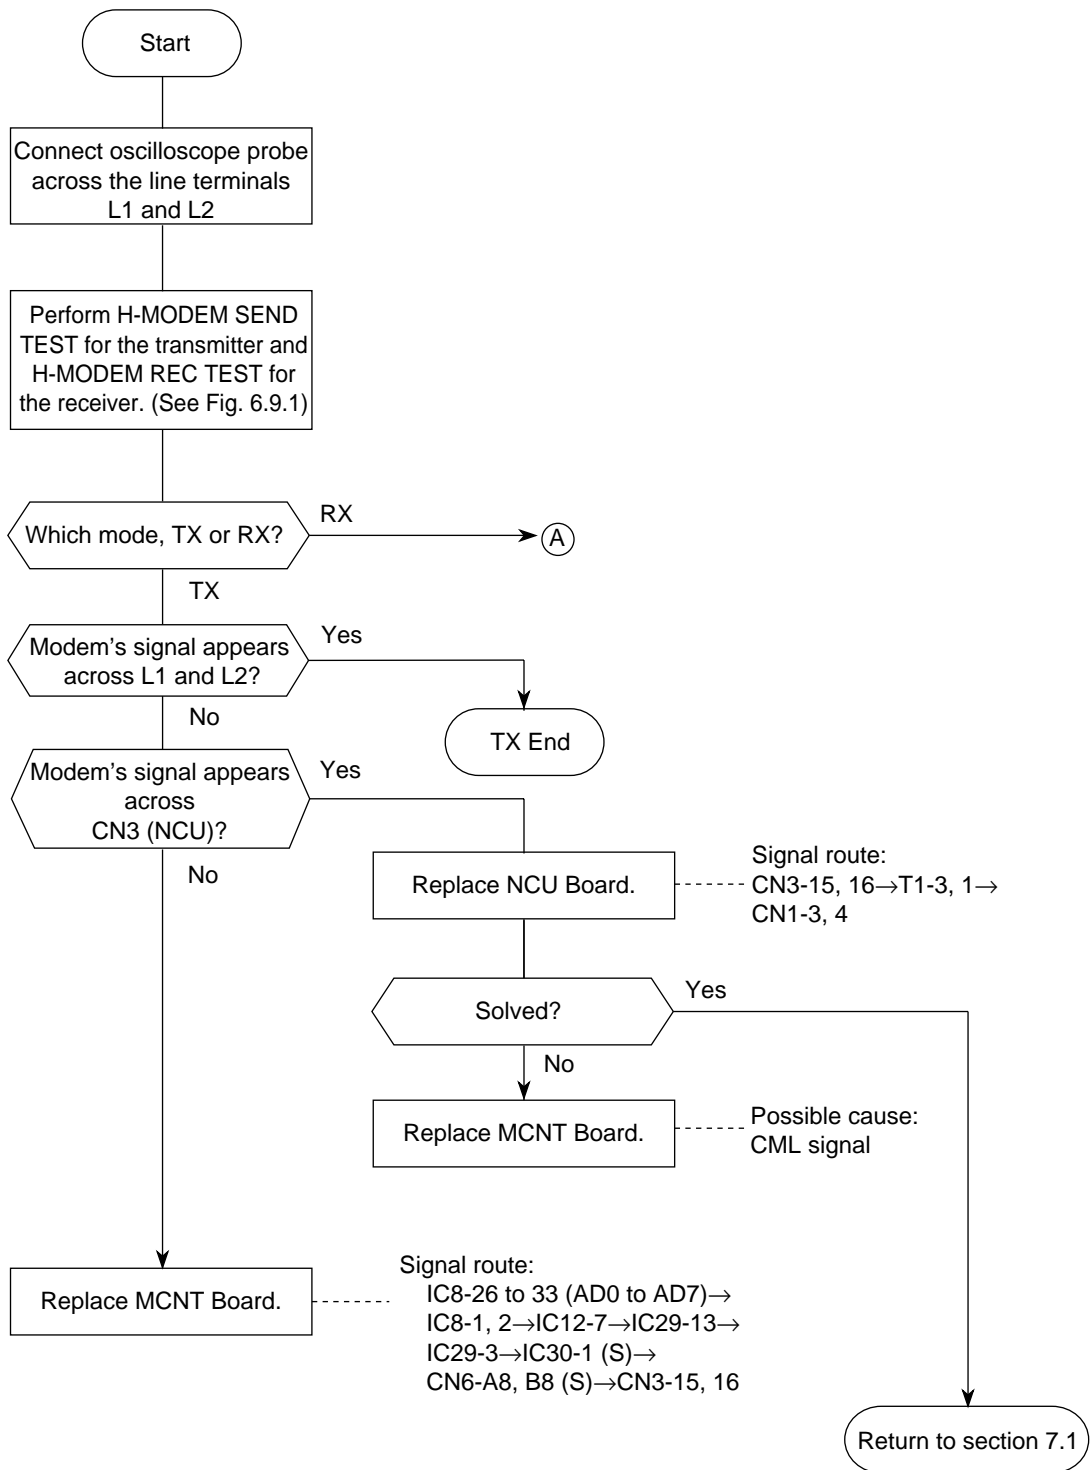 Start
Connect oscilloscope probe
across the line terminals
L1 and L2
Perform H-MODEM SEND
TEST for the transmitter and
H-MODEM REC TEST for
the receiver. (See Fig. 6.9.1)
Which mode, TX or RX?
RX
A
TX
Modem's signal appears
across L1 and L2?
Yes
No
TX End
Modem's signal appears
across
CN3 (NCU)?
Yes
No
Replace NCU Board.
Signal route:
CN3-15, 16→T1-3, 1→
CN1-3, 4
Solved?
Yes
No
Replace MCNT Board.
Possible cause:
CML signal
Replace MCNT Board.
Signal route:
IC8-26 to 33 (AD0 to AD7)→
IC8-1, 2→IC12-7→IC29-13→
IC29-3→IC30-1 (S)→
CN6-A8, B8 (S)→CN3-15, 16
Return to section 7.1